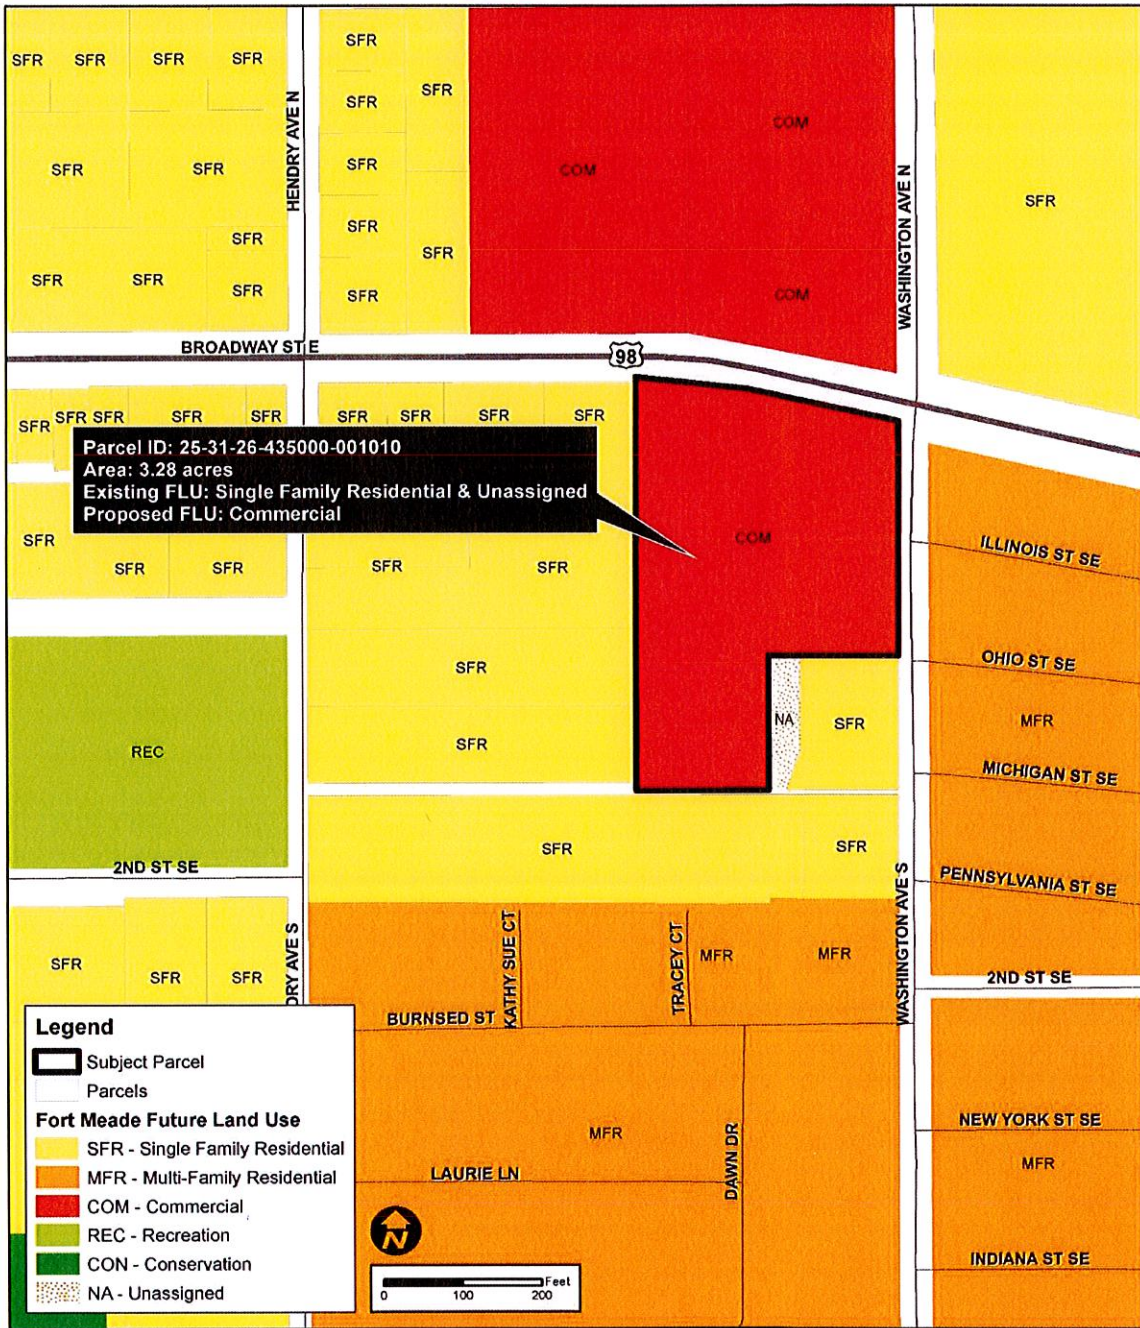 SFR SFR SFR SFR
SFR SFR
SFR
SFR SFR SFR
SFR
SFR
SFR
SFR
SFR
SFR
SFR
COM
COM
COM
SFR
HENDRY AVE N
WASHINGTON AVE N
BROADWAY ST E
98
SFR SFR SFR SFR SFR
SFR SFR SFR SFR
Parcel ID: 25-31-26-435000-001010
Area: 3.28 acres
Existing FLU: Single Family Residential & Unassigned
Proposed FLU: Commercial
SFR
SFR SFR
SFR SFR
COM
SFR
SFR
NA
SFR
ILLINOIS ST SE
OHIO ST SE
MFR
MICHIGAN ST SE
PENNSYLVANIA ST SE
REC
2ND ST SE
SFR SFR
SFR SFR SFR
DRY AVE S
KATHY SUE CT
TRACEY CT
MFR MFR
WASHINGTON AVE S
2ND ST SE
BURNSED ST
MFR
DAWN DR
LAURIE LN
NEW YORK ST SE
MFR
INDIANA ST SE
Legend
Subject Parcel
Parcels
Fort Meade Future Land Use
SFR - Single Family Residential
MFR - Multi-Family Residential
COM - Commercial
REC - Recreation
CON - Conservation
NA - Unassigned
N
Feet
0 100 200